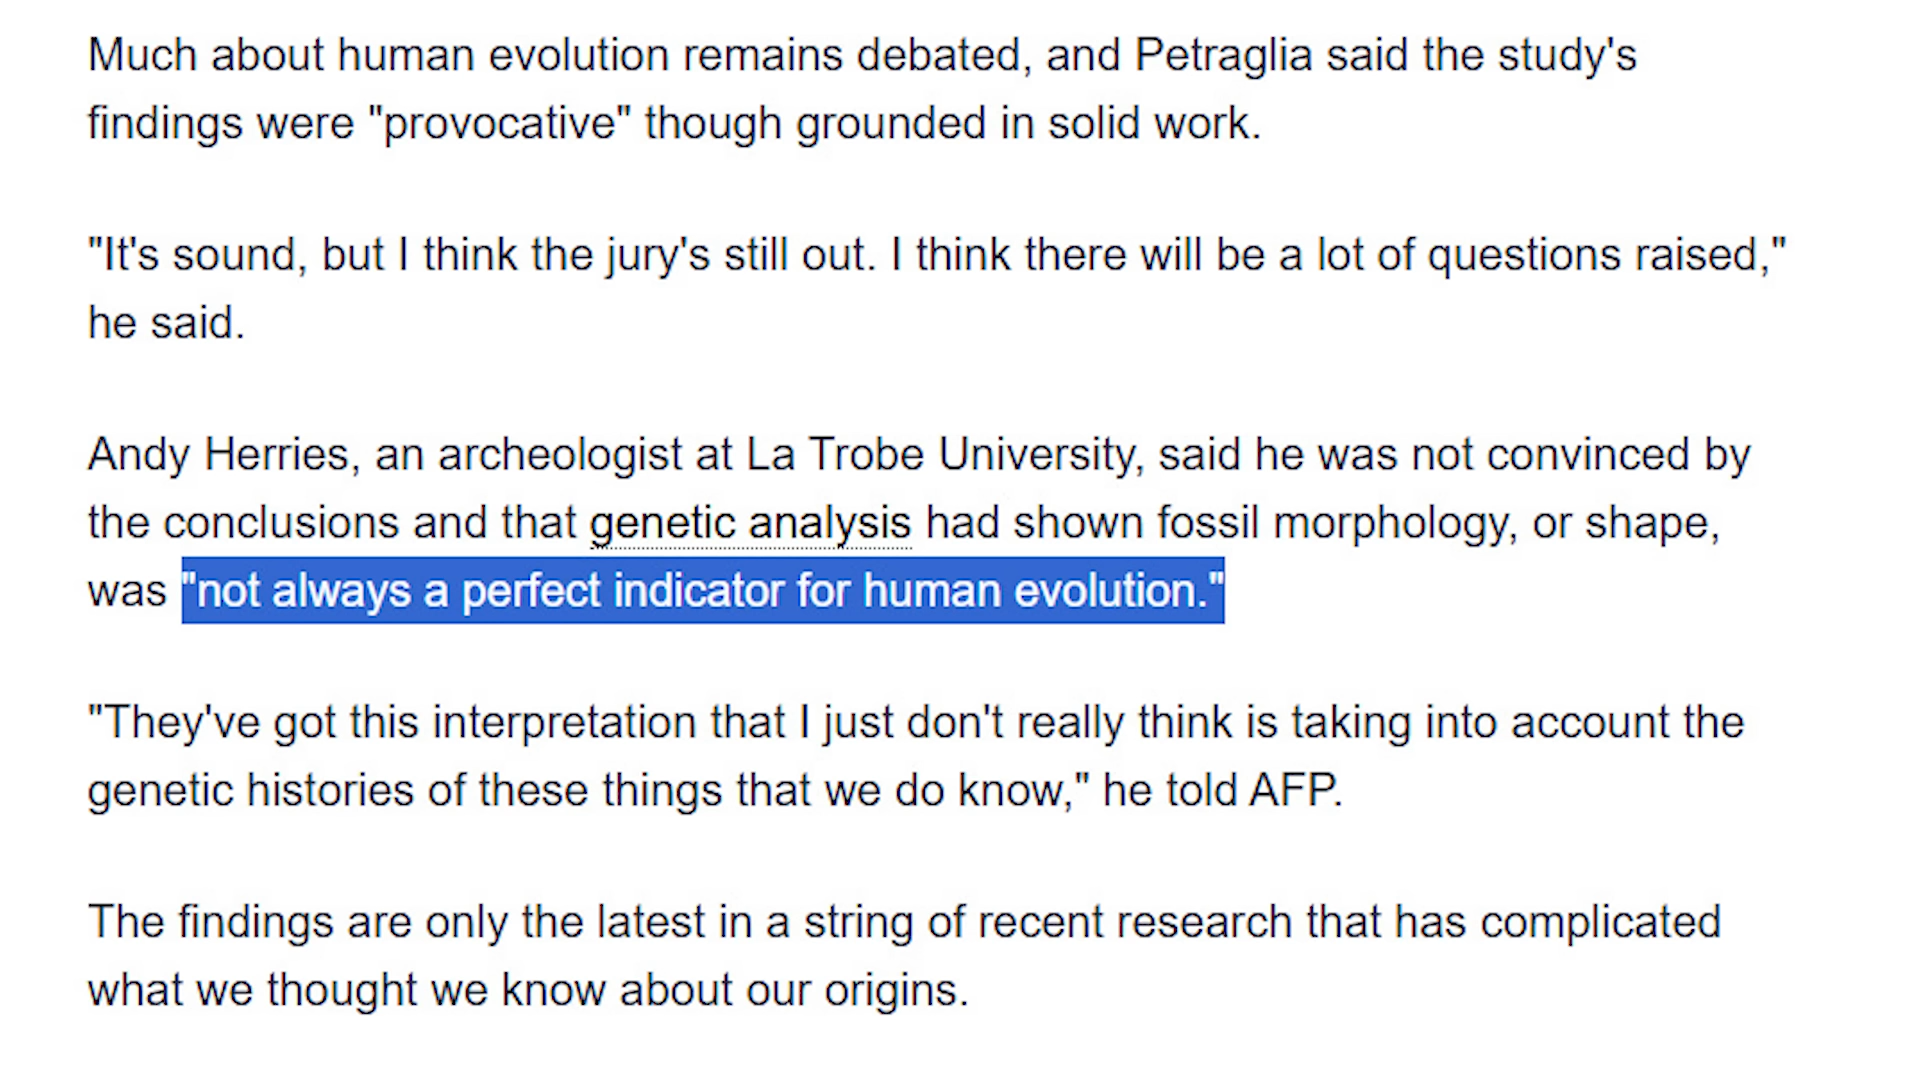 Much about human evolution remains debated, and Petraglia said the study's
findings were "provocative" though grounded in solid work.
"It's sound, but I think the jury's still out. I think there will be a lot of questions raised,"
he said.
Andy Herries, an archeologist at La Trobe University, said he was not convinced by
the conclusions and that genetic analysis had shown fossil morphology, or shape,
was "not always a perfect indicator for human evolution."
"They've got this interpretation that I just don't really think is taking into account the
genetic histories of these things that we do know," he told AFP.
The findings are only the latest in a string of recent research that has complicated
what we thought we know about our origins.